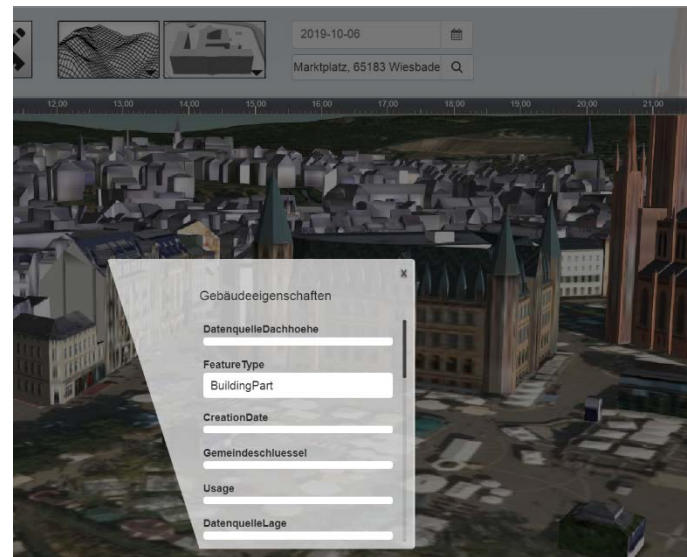 2019-10-06
Marktplatz, 65183 Wiesbade
12,00 13,00 14,00 15,00 16,00 17,00 18,00 19,00 20,00 21,00
x
Gebäudeeigenschaften
DatenquelleDachhoehe
FeatureType
BuildingPart
CreationDate
Gemeindeschluessel
Usage
DatenquelleLage